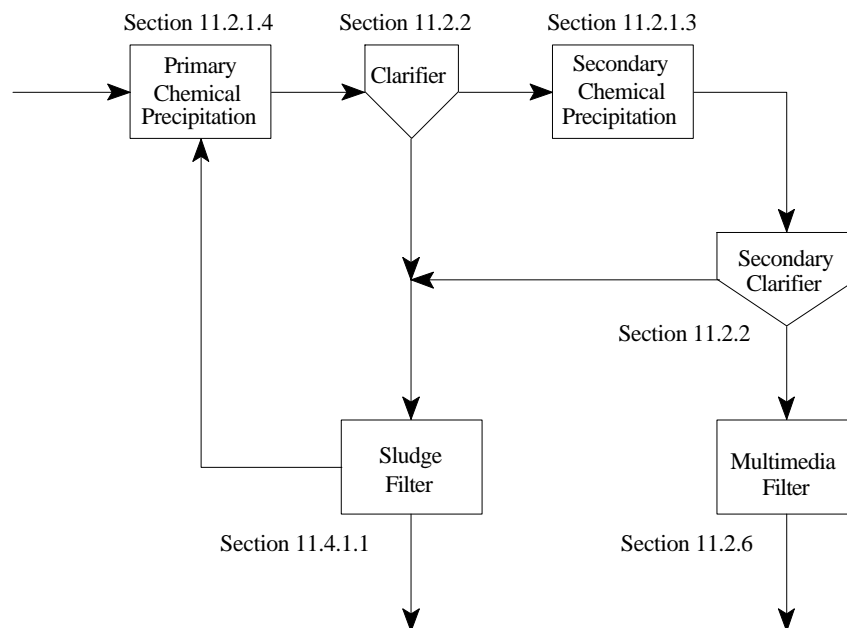 Section 11.2.1.4
Section 11.2.2
Section 11.2.1.3
Primary
Chemical
Precipitation
Clarifier
Secondary
Chemical
Precipitation
Secondary
Clarifier
Section 11.2.2
Sludge
Filter
Multimedia
Filter
Section 11.4.1.1
Section 11.2.6